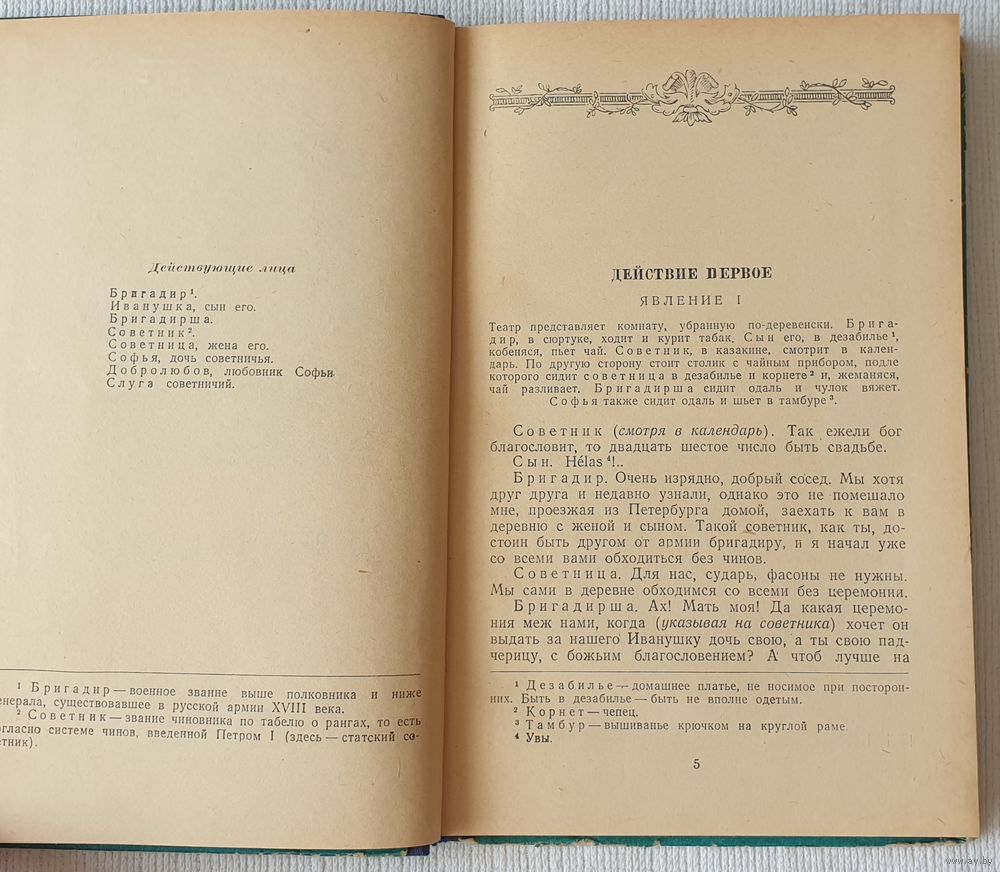 Действующие лица
Бригадир¹.
Иванушка, сын его.
Бригадирша.
Советник².
Советница, жена его.
Софья, дочь советничья.
Добролюбов, любовник Софьи.
Слуга советничий.
¹ Бригадир — военное звание выше полковника и ниже
енерала, существовавшее в русской армии XVIII века.
² Советник — звание чиновника по табелю о рангах, то есть
огласно системе чинов, введенной Петром I (здесь — статский со-
етник).
ДЕЙСТВИЕ ПЕРВОЕ
ЯВЛЕНИЕ I
Театр представляет комнату, убранную по-деревенски. Брига-
дир, в сюртуке, ходит и курит табак. Сын его, в дезабилье¹,
кобеняся, пьет чай. Советник, в казакине, смотрит в кален-
дарь. По другую сторону стоит столик с чайным прибором, подле
которого сидит советница в дезабилье и корнете² и, жеманяся,
чай разливает. Бригадирша сидит одаль и чулок вяжет.
Софья также сидит одаль и шьет в тамбуре³.
Советник (смотря в календарь). Так ежели бог
благословит, то двадцать шестое число быть свадьбе.
Сын. Hélas⁴!..
Бригадир. Очень изрядно, добрый сосед. Мы хотя
друг друга и недавно узнали, однако это не помешало
мне, проезжая из Петербурга домой, заехать к вам в
деревню с женой и сыном. Такой советник, как ты, до-
стоин быть другом от армии бригадиру, и я начал уже
со всеми вами обходиться без чинов.
Советница. Для нас, сударь, фасоны не нужны.
Мы сами в деревне обходимся со всеми без церемонии.
Бригадирша. Ах! Мать моя! Да какая церемо-
ния меж нами, когда (указывая на советника) хочет он
выдать за нашего Иванушку дочь свою, а ты свою пад-
черицу, с божьим благословением? А чтоб лучше на
¹ Дезабилье — домашнее платье, не носимое при посторон-
них. Быть в дезабилье — быть не вполне одетым.
² Корнет — чепец.
³ Тамбур — вышиванье крючком на круглой раме.
⁴ Увы.
5
www.ay.by